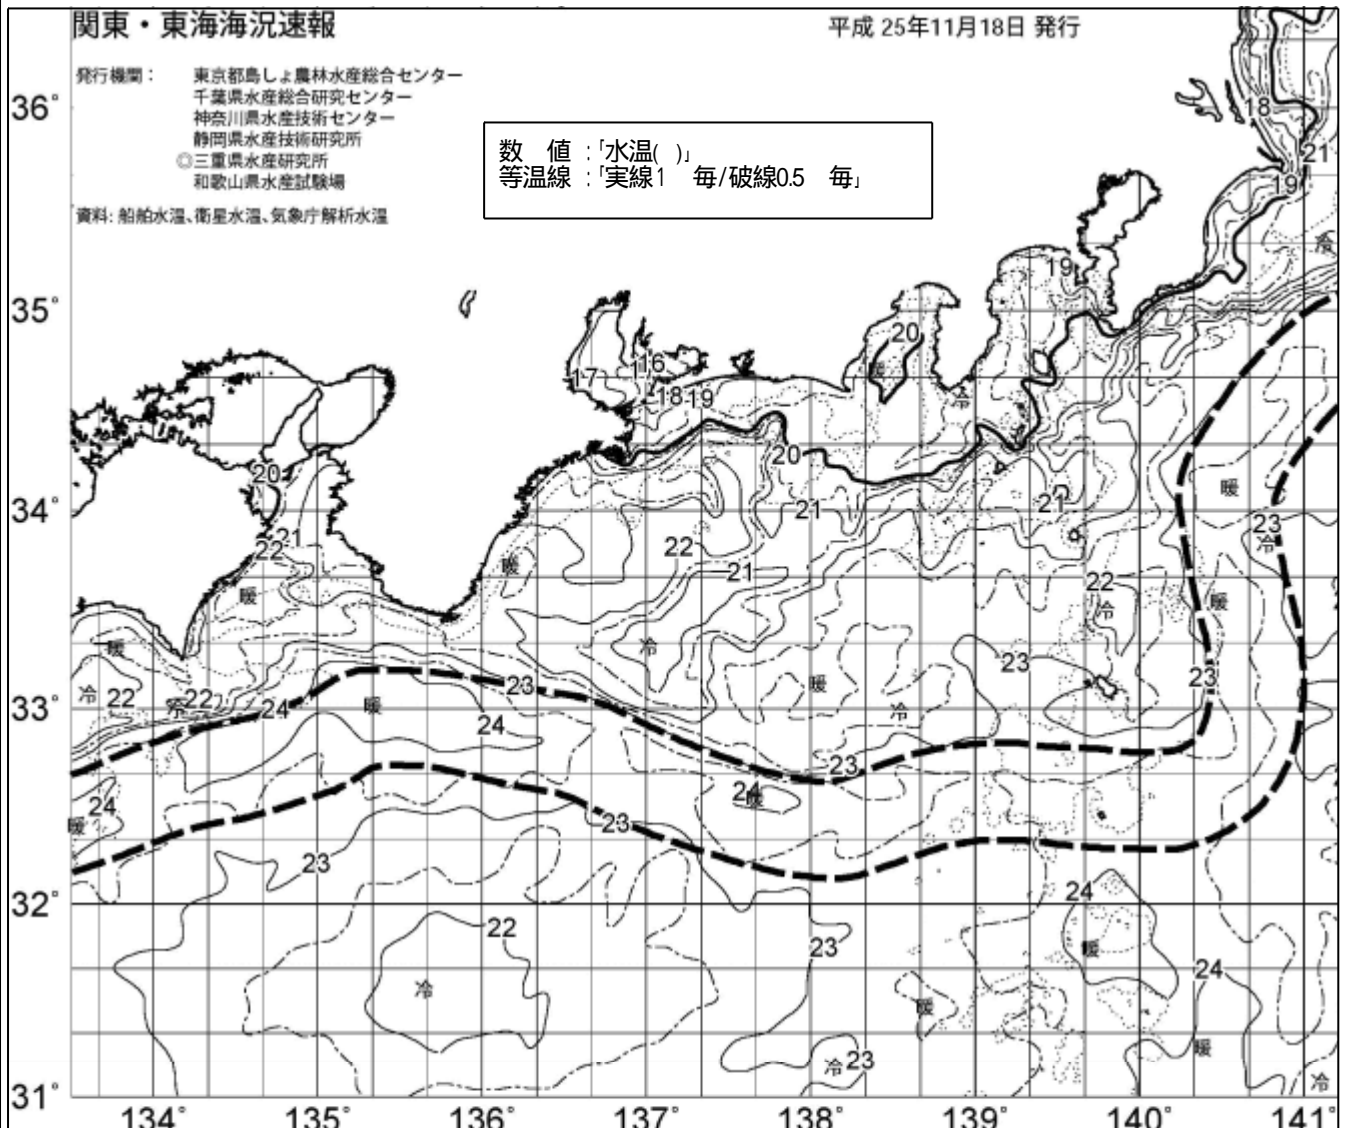 関東・東海海況速報
平成 25年11月18日 発行
発行機関： 東京都島しょ農林水産総合センター
千葉県水産総合研究センター
神奈川県水産技術センター
静岡県水産技術研究所
◎三重県水産研究所
和歌山県水産試験場
資料: 船舶水温、衛星水温、気象庁解析水温
数 値 :「水温( )」
等温線 :「実線1 毎/破線0.5 毎」
36°
18
21
19
冷
19
35°
20
16
17
18 19
冷
20
20
34°
21
21
23
暖
冷
21
22
22
21
暖
暖
22
冷
暖
暖
冷
23
冷
22
22
23
暖
23
33°
24
暖
24
冷
23
24
24
暖
暖
23
23
32°
24
22
23
暖
24
冷
暖
暖
冷
23
冷
31°
134° 135° 136° 137° 138° 139° 140° 141°